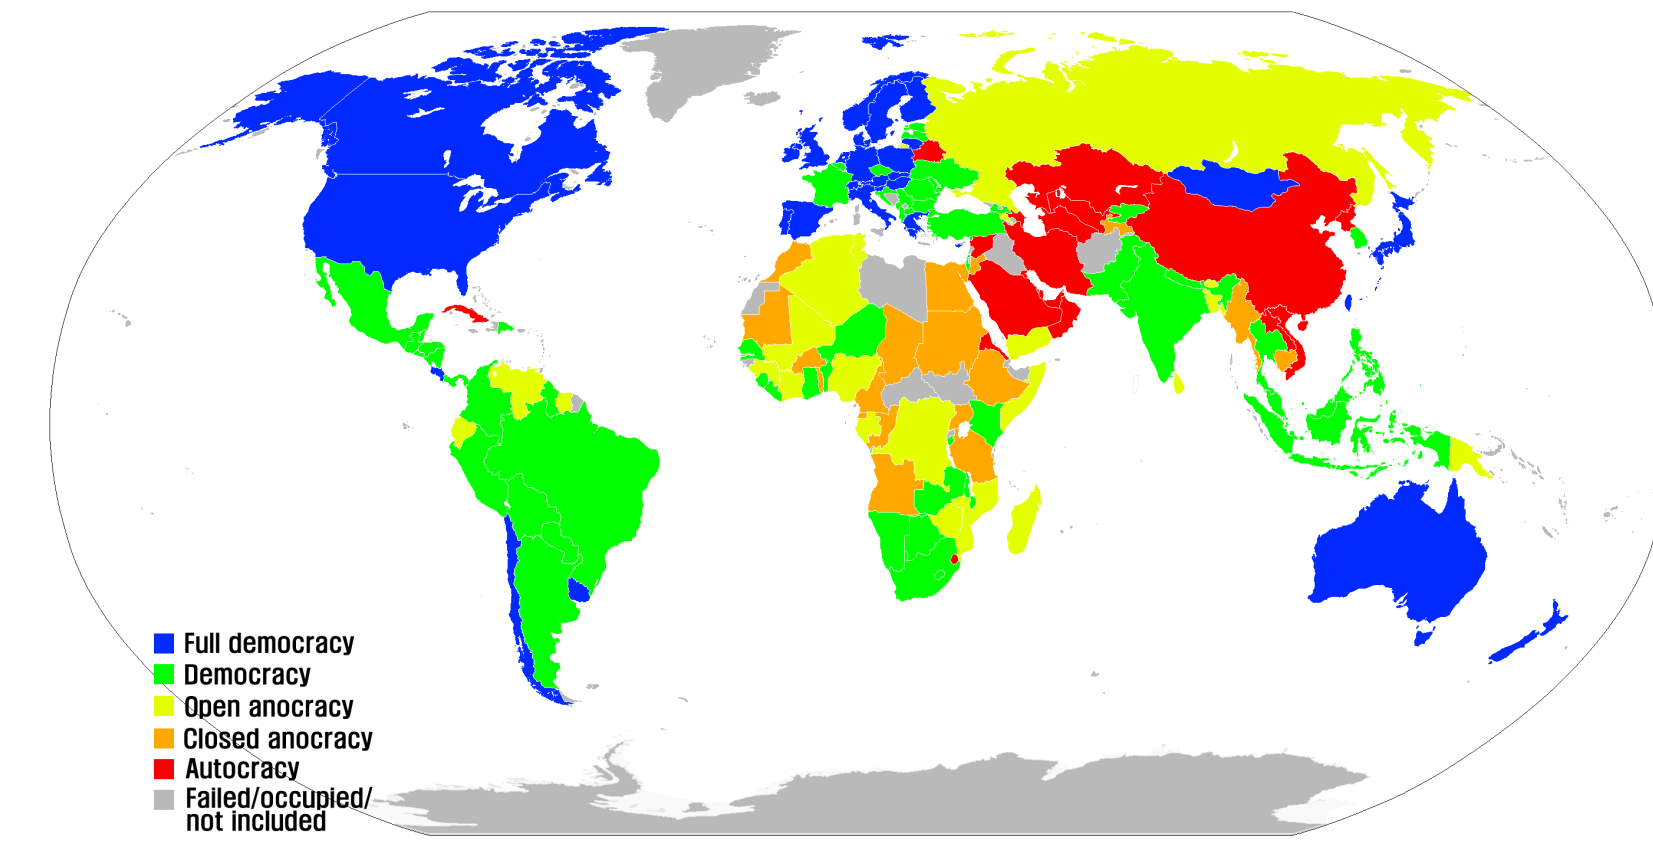 Full democracy
Democracy
Open anocracy
Closed anocracy
Autocracy
Failed/occupied/
not included